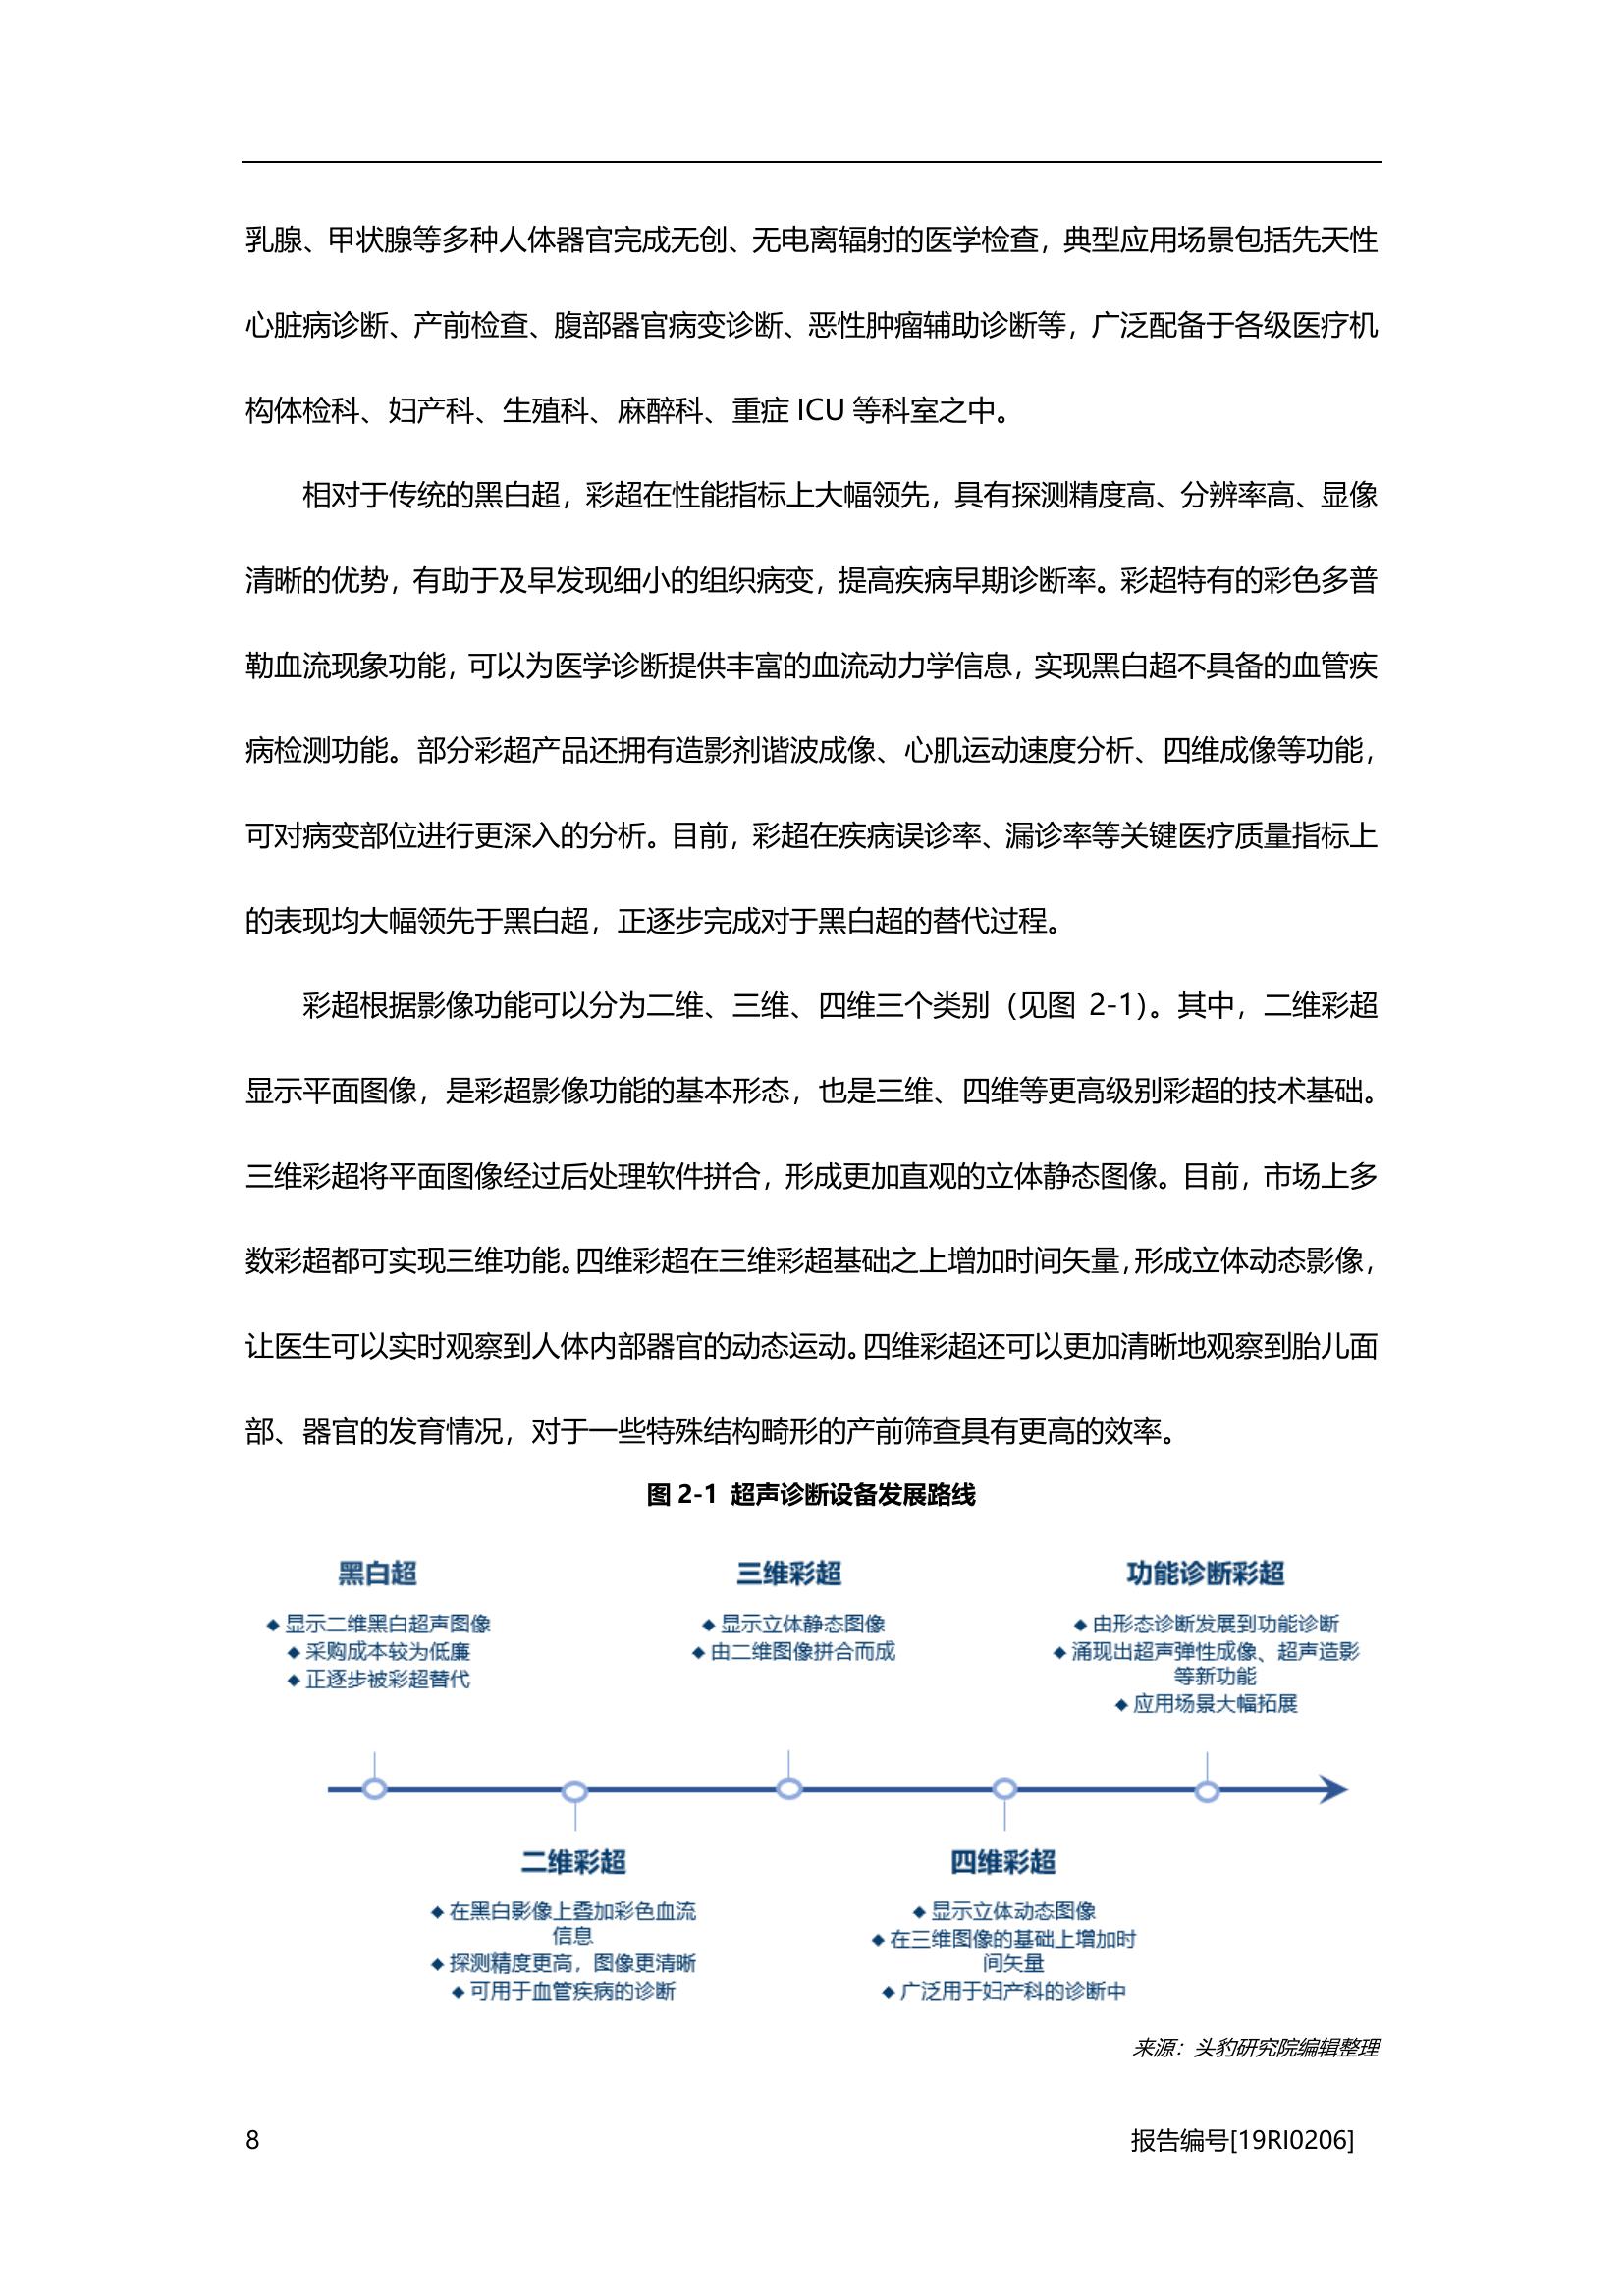 乳腺、甲状腺等多种人体器官完成无创、无电离辐射的医学检查，典型应用场景包括先天性
心脏病诊断、产前检查、腹部器官病变诊断、恶性肿瘤辅助诊断等，广泛配备于各级医疗机
构体检科、妇产科、生殖科、麻醉科、重症 ICU 等科室之中。
相对于传统的黑白超，彩超在性能指标上大幅领先，具有探测精度高、分辨率高、显像
清晰的优势，有助于及早发现细小的组织病变，提高疾病早期诊断率。彩超特有的彩色多普
勒血流现象功能，可以为医学诊断提供丰富的血流动力学信息，实现黑白超不具备的血管疾
病检测功能。部分彩超产品还拥有造影剂谐波成像、心肌运动速度分析、四维成像等功能，
可对病变部位进行更深入的分析。目前，彩超在疾病误诊率、漏诊率等关键医疗质量指标上
的表现均大幅领先于黑白超，正逐步完成对于黑白超的替代过程。
彩超根据影像功能可以分为二维、三维、四维三个类别（见图 2-1）。其中，二维彩超
显示平面图像，是彩超影像功能的基本形态，也是三维、四维等更高级别彩超的技术基础。
三维彩超将平面图像经过后处理软件拼合，形成更加直观的立体静态图像。目前，市场上多
数彩超都可实现三维功能。四维彩超在三维彩超基础之上增加时间矢量，形成立体动态影像，
让医生可以实时观察到人体内部器官的动态运动。四维彩超还可以更加清晰地观察到胎儿面
部、器官的发育情况，对于一些特殊结构畸形的产前筛查具有更高的效率。
图 2-1 超声诊断设备发展路线
黑白超
◆ 显示二维黑白超声图像
◆ 采购成本较为低廉
◆ 正逐步被彩超替代
三维彩超
◆ 显示立体静态图像
◆ 由二维图像拼合而成
功能诊断彩超
◆ 由形态诊断发展到功能诊断
◆ 涌现出超声弹性成像、超声造影
等新功能
◆ 应用场景大幅拓展
二维彩超
◆ 在黑白影像上叠加彩色血流
信息
◆ 探测精度更高，图像更清晰
◆ 可用于血管疾病的诊断
四维彩超
◆ 显示立体动态图像
◆ 在三维图像的基础上增加时
间矢量
◆ 广泛用于妇产科的诊断中
来源：头豹研究院编辑整理
8
报告编号[19RI0206]